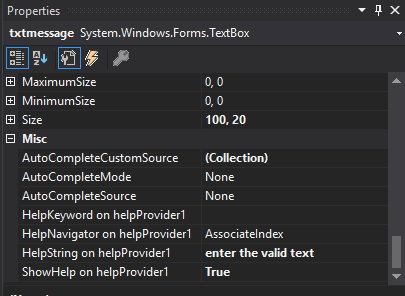 Properties
txtmessage System.Windows.Forms.TextBox
MaximumSize 0, 0
MinimumSize 0, 0
Size 100, 20
Misc
AutoCompleteCustomSource (Collection)
AutoCompleteMode None
AutoCompleteSource None
HelpKeyword on helpProvider1
HelpNavigator on helpProvider1 AssociateIndex
HelpString on helpProvider1 enter the valid text
ShowHelp on helpProvider1 True